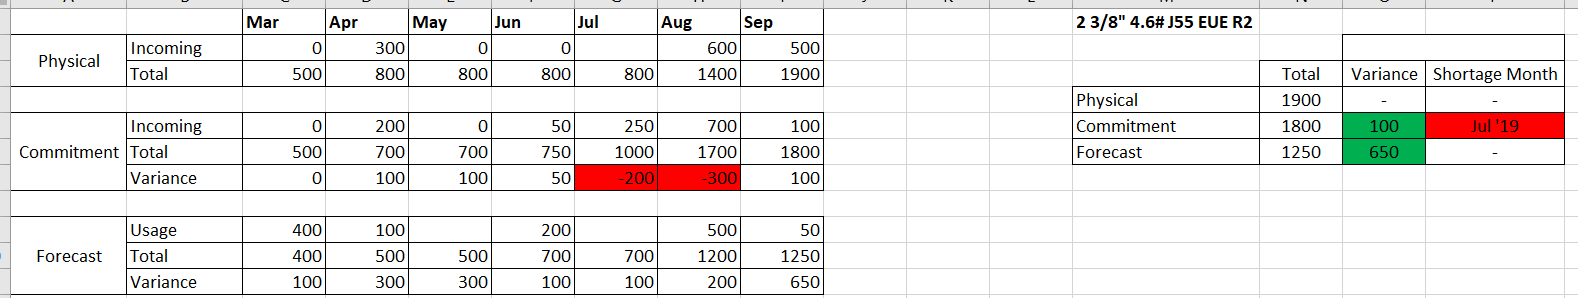 Mar Apr May Jun Jul Aug Sep 2 3/8" 4.6# J55 EUE R2
Physical Incoming 0 300 0 0 600 500
Total 500 800 800 800 800 1400 1900 Total Variance Shortage Month
Physical 1900 - -
Commitment Incoming 0 200 0 50 250 700 100 Commitment 1800 100 Jul '19
Total 500 700 700 750 1000 1700 1800 Forecast 1250 650 -
Variance 0 100 100 50 -200 -300 100
Forecast Usage 400 100 200 500 50
Total 400 500 500 700 700 1200 1250
Variance 100 300 300 100 100 200 650